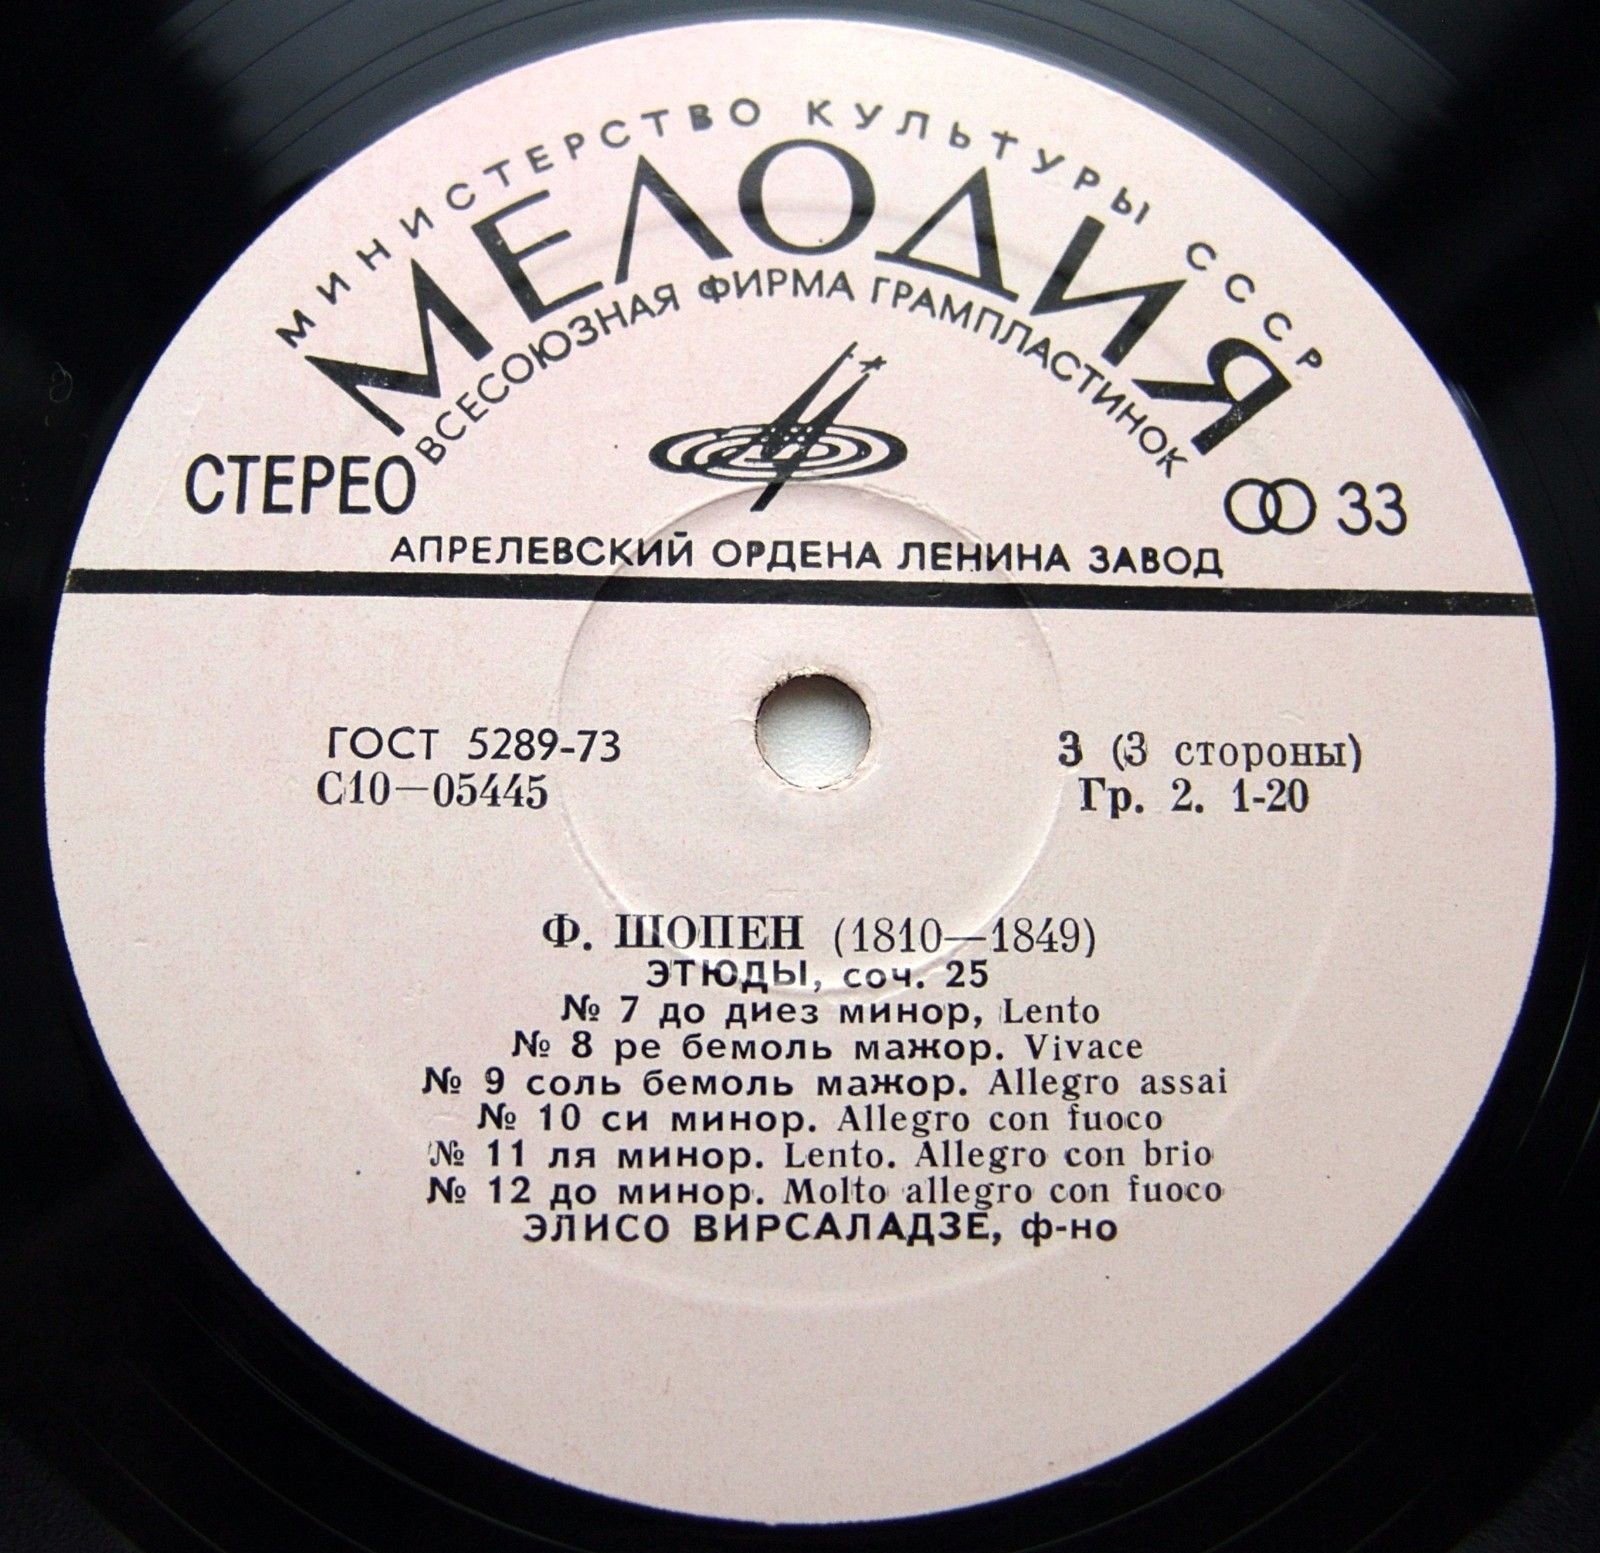 МИНИСТЕРСТВО КУЛЬТУРЫ СССР
МЕЛОДИЯ
ВСЕСОЮЗНАЯ ФИРМА ГРАМПЛАСТИНОК
СТЕРЕО
33
АПРЕЛЕВСКИЙ ОРДЕНА ЛЕНИНА ЗАВОД
ГОСТ 5289-73
С10—05445
3 (3 стороны)
Гр. 2. 1-20
Ф. ШОПЕН (1810—1849)
ЭТЮДЫ, соч. 25
№ 7 до диез минор, Lento
№ 8 ре бемоль мажор. Vivace
№ 9 соль бемоль мажор. Allegro assai
№ 10 си минор. Allegro con fuoco
№ 11 ля минор. Lento. Allegro con brio
№ 12 до минор. Molto allegro con fuoco
ЭЛИСО ВИРСАЛАДЗЕ, ф-но